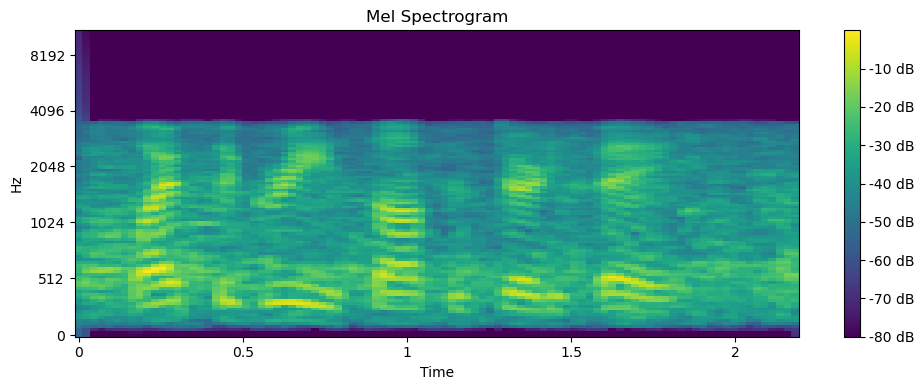 Mel Spectrogram
8192
4096
2048
1024
512
0
Hz
0
0.5
1
1.5
2
Time
-10 dB
-20 dB
-30 dB
-40 dB
-50 dB
-60 dB
-70 dB
-80 dB